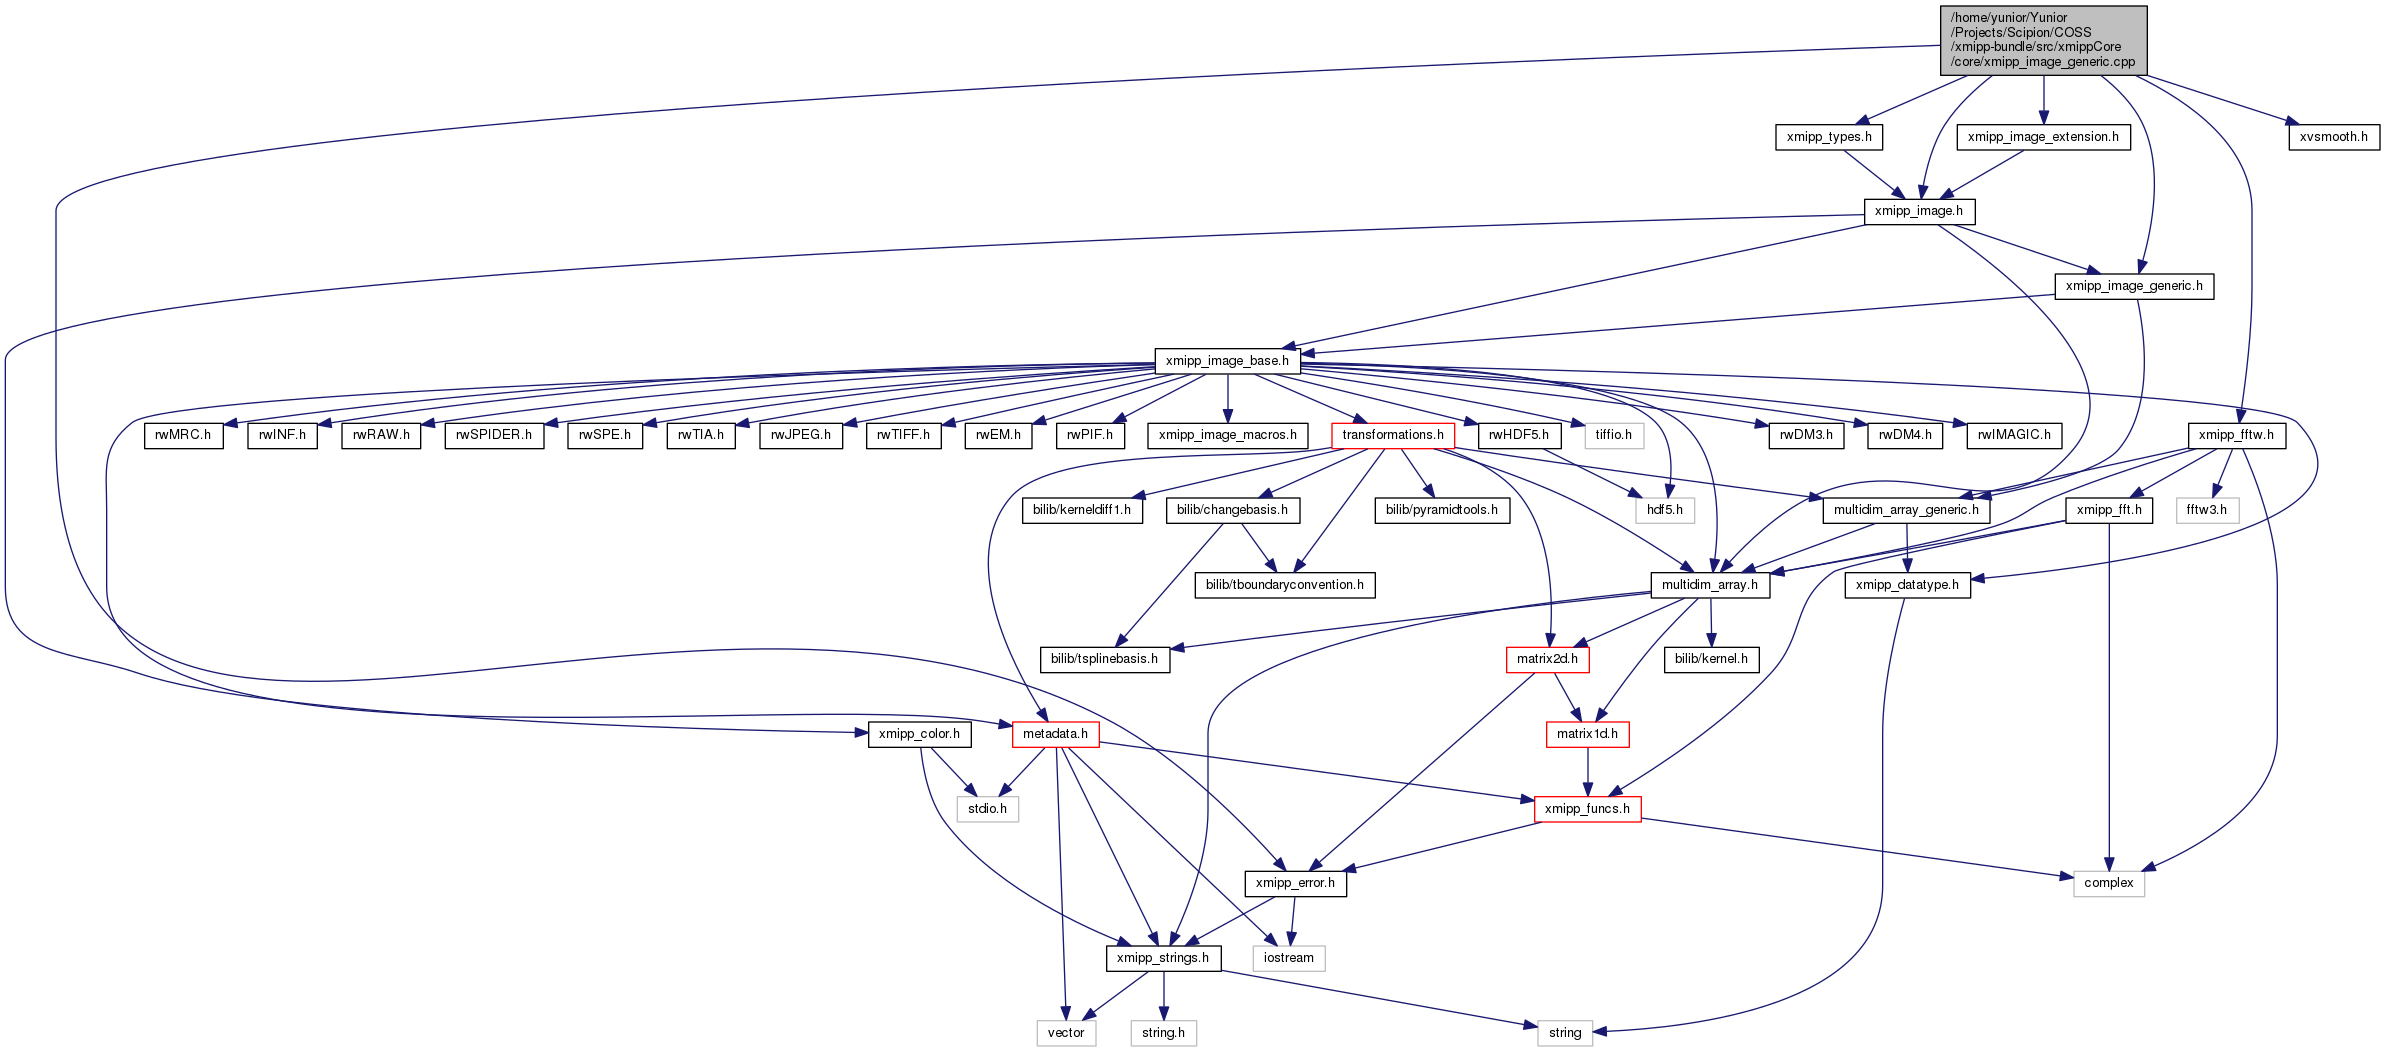 /home/yunior/Yunior
/Projects/Scipion/COSS
/xmipp-bundle/src/xmippCore
/core/xmipp_image_generic.cpp
xmipp_types.h
xmipp_image_extension.h
xvsmooth.h
xmipp_image.h
xmipp_image_generic.h
xmipp_image_base.h
rwMRC.h
rwINF.h
rwRAW.h
rwSPIDER.h
rwSPE.h
rwTIA.h
rwJPEG.h
rwTIFF.h
rwEM.h
rwPIF.h
xmipp_image_macros.h
transformations.h
rwHDF5.h
tiffio.h
rwDM3.h
rwDM4.h
rwIMAGIC.h
xmipp_fftw.h
bilib/kerneldiff1.h
bilib/changebasis.h
bilib/pyramidtools.h
hdf5.h
multidim_array_generic.h
xmipp_fft.h
fftw3.h
bilib/tboundaryconvention.h
multidim_array.h
xmipp_datatype.h
bilib/tsplinebasis.h
matrix2d.h
bilib/kernel.h
xmipp_color.h
metadata.h
matrix1d.h
stdio.h
xmipp_funcs.h
xmipp_error.h
complex
xmipp_strings.h
iostream
vector
string.h
string